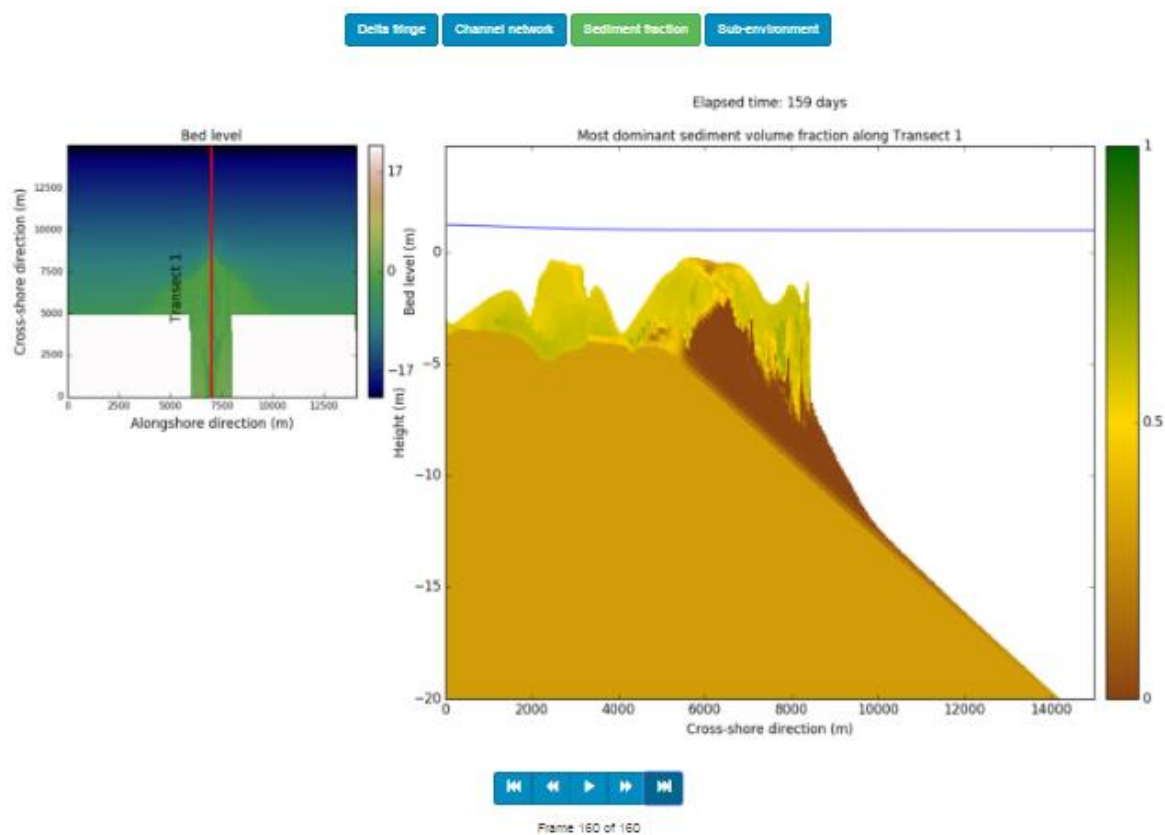 Delta fringe Channel network Sediment fraction Sub-environment
Elapsed time: 159 days
Bed level
Most dominant sediment volume fraction along Transect 1
Cross-shore direction (m)
12500
10000
7500
5000
2500
0
Transect 1
0 2500 5000 7500 10000 12500
Alongshore direction (m)
17
0
−17
Bed level (m)
Height (m)
0
−5
−10
−15
−20
0 2000 4000 6000 8000 10000 12000 14000
Cross-shore direction (m)
1
0.5
0
Frame 160 of 160